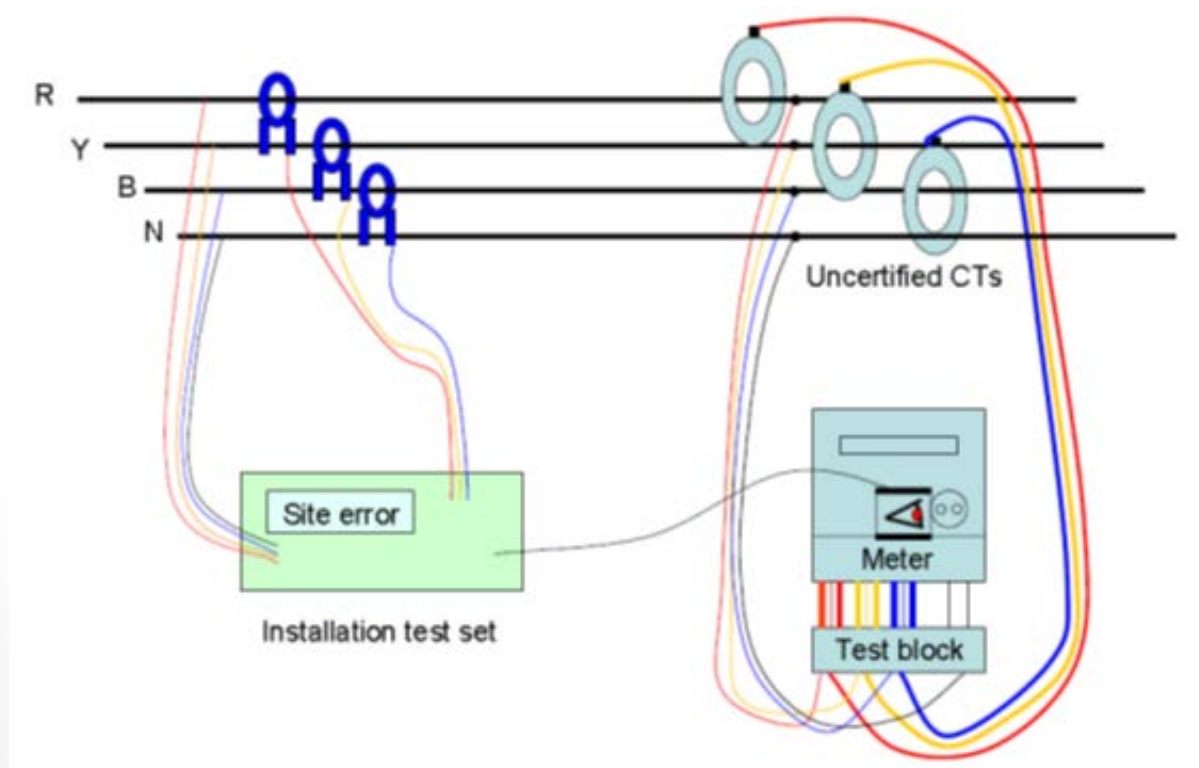 R
Y
B
N
Uncertified CTs
Site error
Meter
Installation test set
Test block